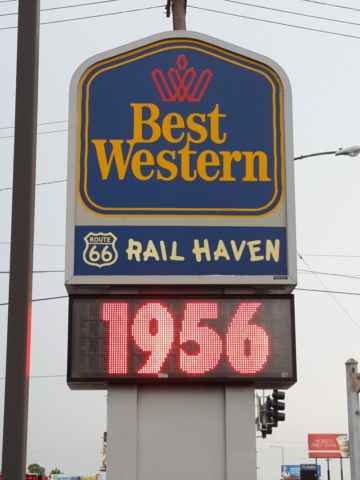 Best
Western
ROUTE
66
RAIL HAVEN
1956